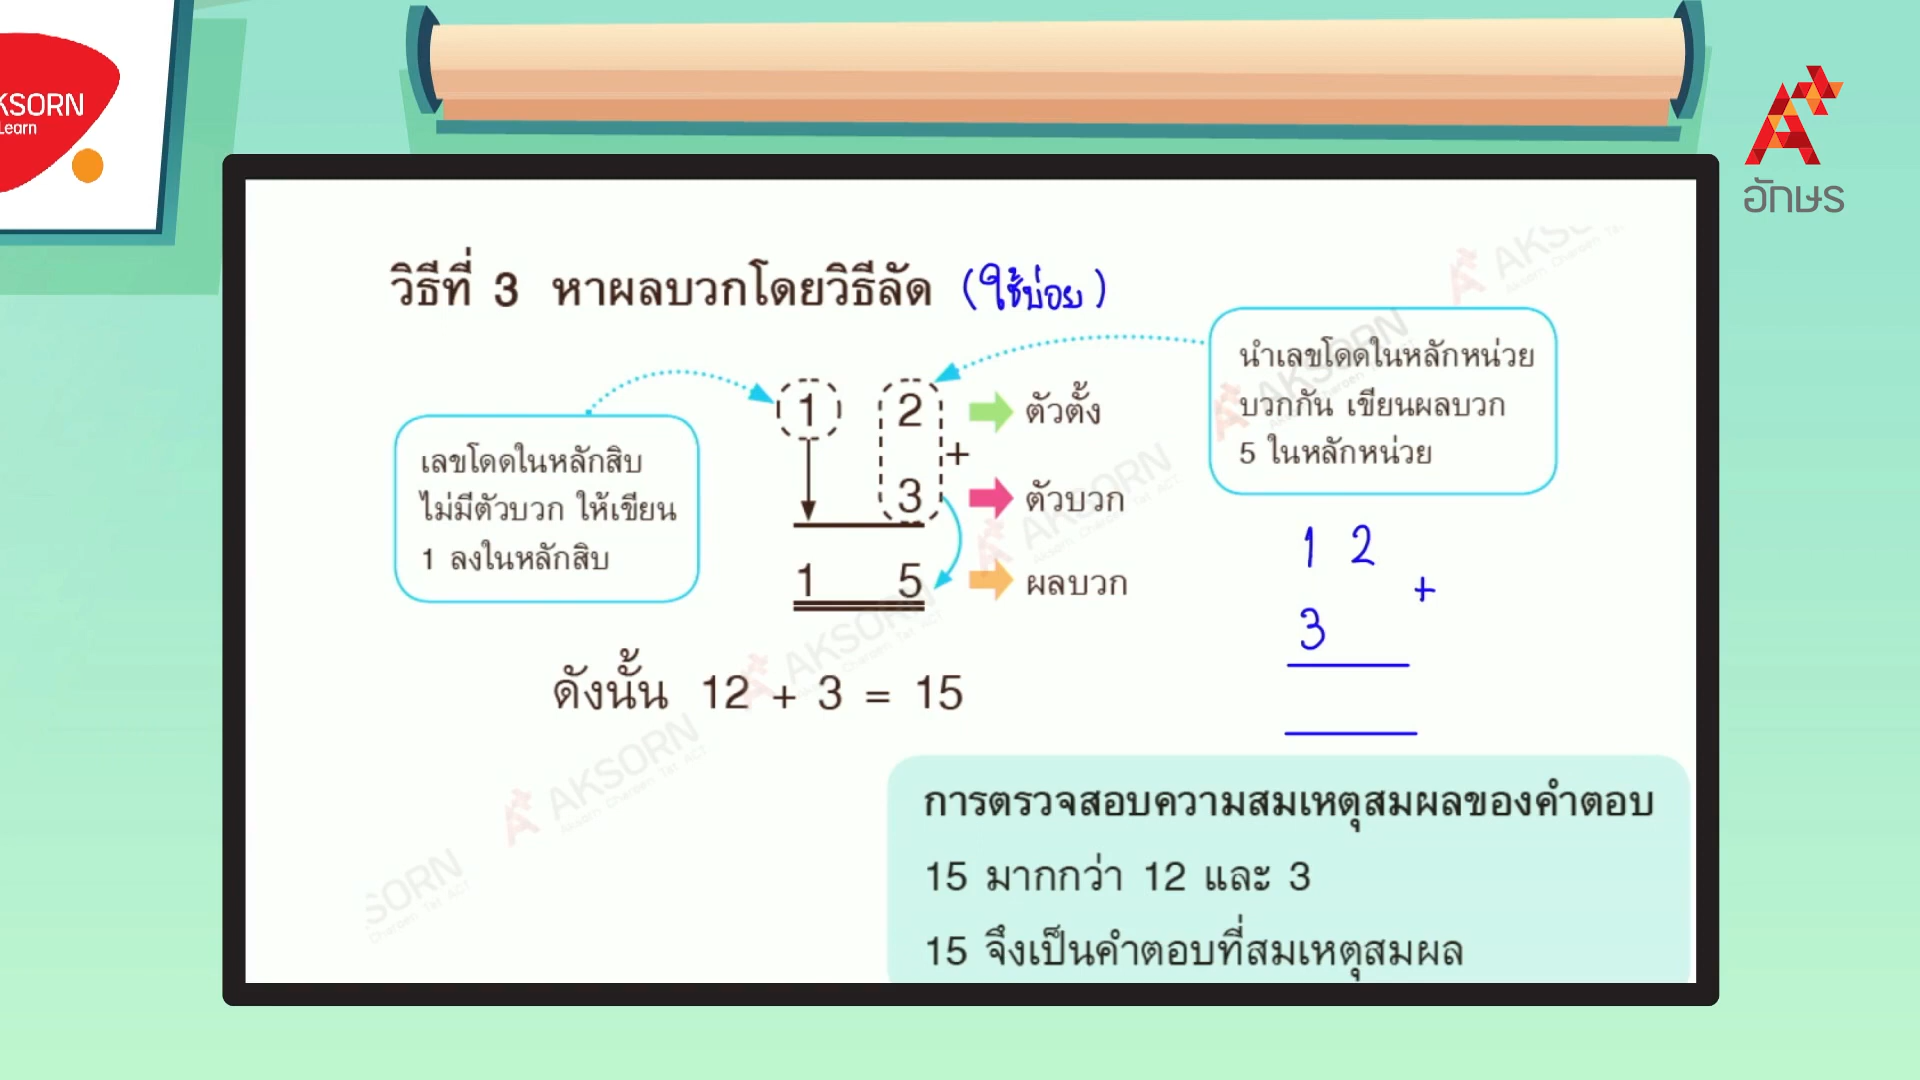 KSORN
Learn
อักษร
วิธีที่ 3 หาผลบวกโดยวิธีลัด (ใช้บ่อย)
เลขโดดในหลักสิบ
ไม่มีตัวบวก ให้เขียน
1 ลงในหลักสิบ
1 2 ตัวตั้ง
+
3 ตัวบวก
1 5 ผลบวก
นำเลขโดดในหลักหน่วย
บวกกัน เขียนผลบวก
5 ในหลักหน่วย
1 2
+
3
ดังนั้น 12 + 3 = 15
การตรวจสอบความสมเหตุสมผลของคำตอบ
15 มากกว่า 12 และ 3
15 จึงเป็นคำตอบที่สมเหตุสมผล
AKSORN
AKSORN
AKSORN
AKSORN
SORN